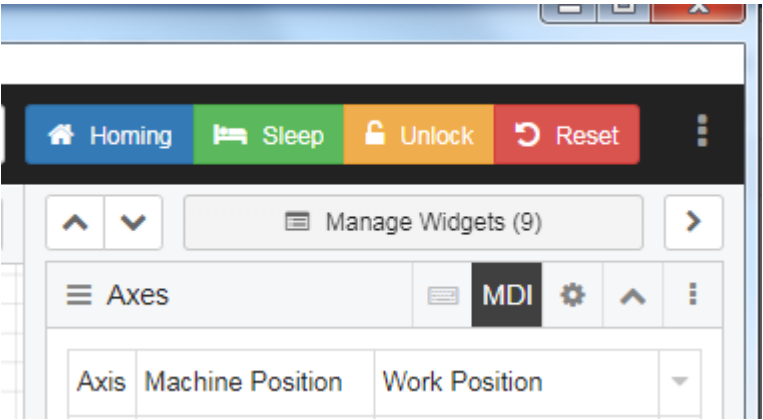 Homing Sleep Unlock Reset
Manage Widgets (9)
Axes MDI
Axis Machine Position Work Position